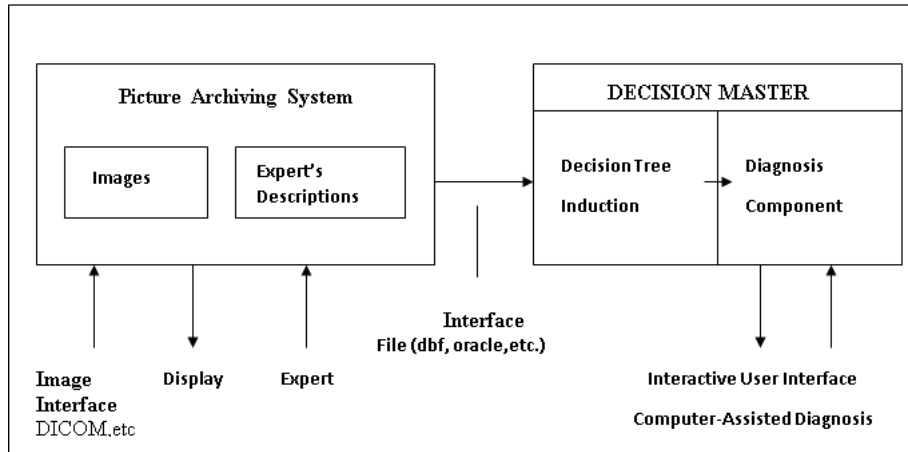 Picture Archiving System
Images
Expert's
Descriptions
DECISION MASTER
Decision Tree
Induction
Diagnosis
Component
Interface
File (dbf, oracle,etc.)
Image
Interface
DICOM,etc
Display
Expert
Interactive User Interface
Computer-Assisted Diagnosis